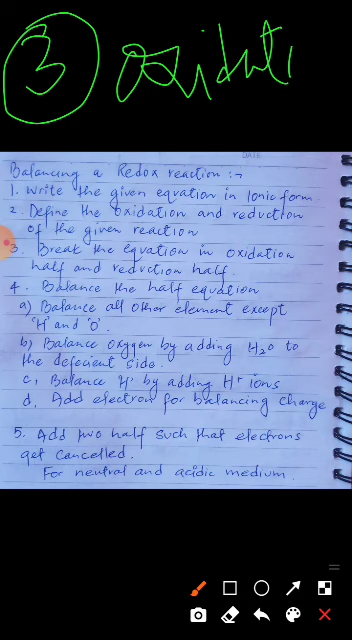 3 oxidati
DATE
Balancing a Redox reaction :-
1. Write the given equation in Ionic form.
2. Define the oxidation and reduction
of the given reaction
3. Break the Equation in oxidation
half and reduction half.
4. Balance the half equation
a) Balance all other element except
'H' and 'O'.
b) Balance oxygen by adding H₂O to
the defecient side.
c, Balance 'H' by adding H⁺ ions
d, Add electron for balancing charge
5. Add two half such that electrons
get cancelled.
For neutral and acidic medium.